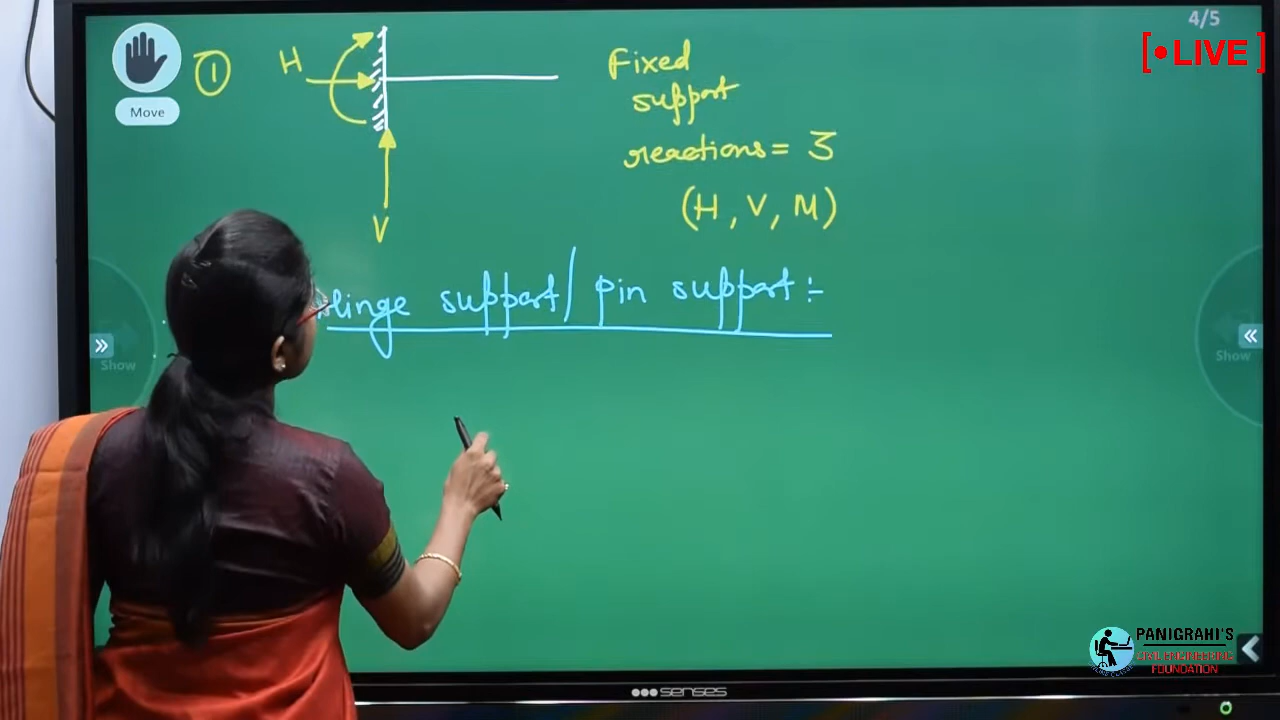 4/5
[• LIVE]
Move
①
H
Fixed
support
reactions = 3
(H, V, M)
V
Hinge support / pin support :-
Show
Show
PANIGRAHI'S
CIVIL ENGINEERING
FOUNDATION
senses